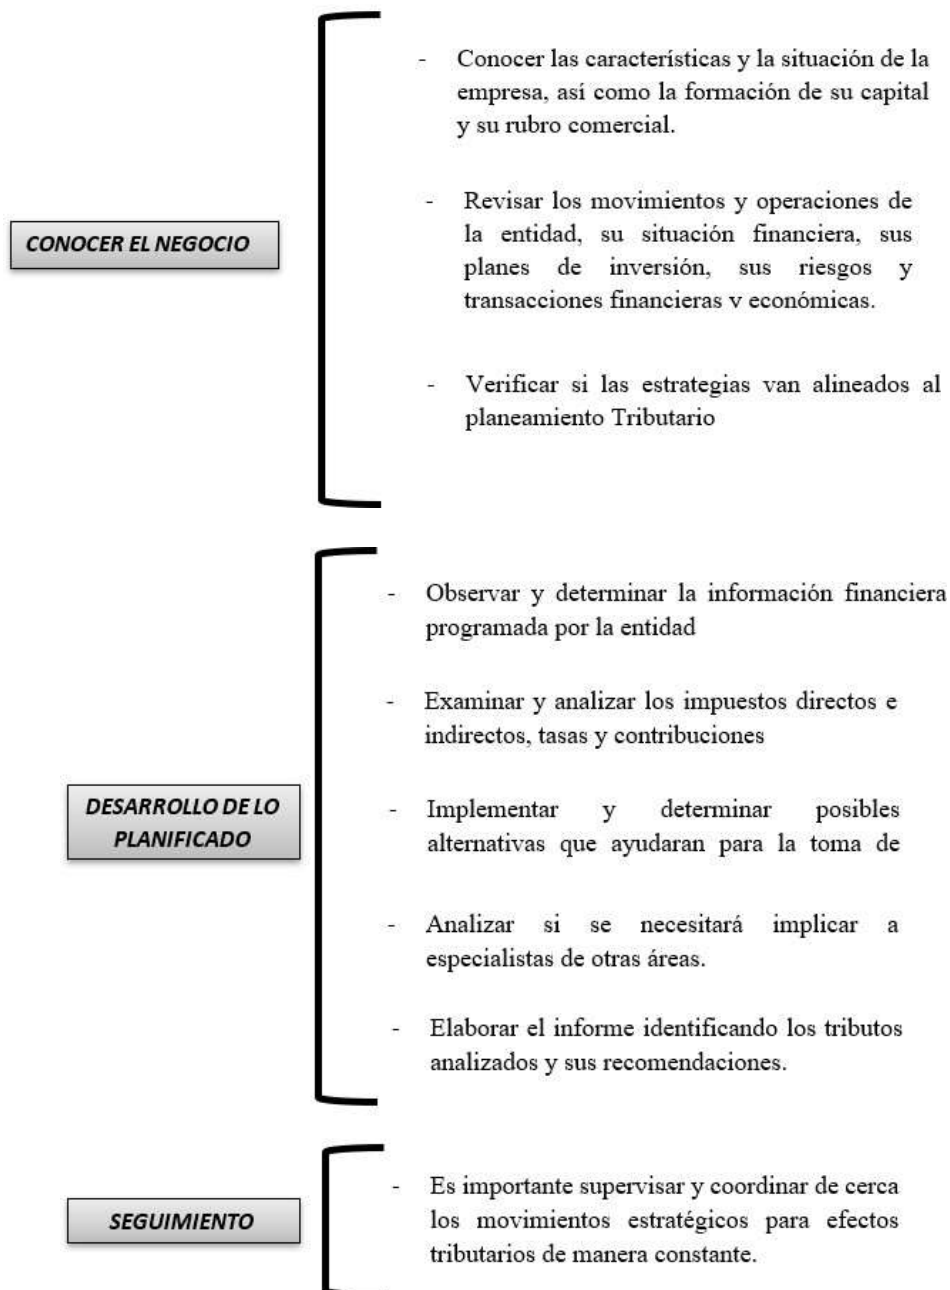 - Conocer las características y la situación de la
empresa, así como la formación de su capital
y su rubro comercial.
CONOCER EL NEGOCIO
- Revisar los movimientos y operaciones de
la entidad, su situación financiera, sus
planes de inversión, sus riesgos y
transacciones financieras y económicas.
- Verificar si las estrategias van alineados al
planeamiento Tributario
- Observar y determinar la información financiera
programada por la entidad
- Examinar y analizar los impuestos directos e
indirectos, tasas y contribuciones
DESARROLLO DE LO
PLANIFICADO
- Implementar y determinar posibles
alternativas que ayudaran para la toma de
- Analizar si se necesitará implicar a
especialistas de otras áreas.
- Elaborar el informe identificando los tributos
analizados y sus recomendaciones.
SEGUIMIENTO
- Es importante supervisar y coordinar de cerca
los movimientos estratégicos para efectos
tributarios de manera constante.